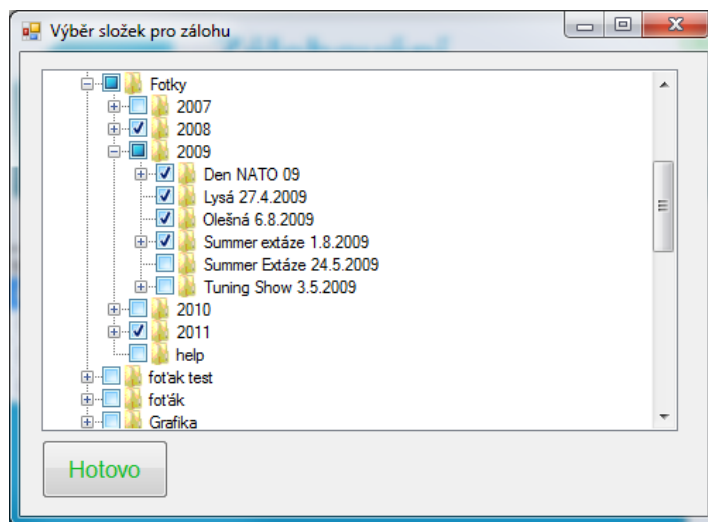 Výběr složek pro zálohu
Fotky
2007
2008
2009
Den NATO 09
Lysá 27.4.2009
Olešná 6.8.2009
Summer extáze 1.8.2009
Summer Extáze 24.5.2009
Tuning Show 3.5.2009
2010
2011
help
foťak test
foťák
Grafika
Hotovo